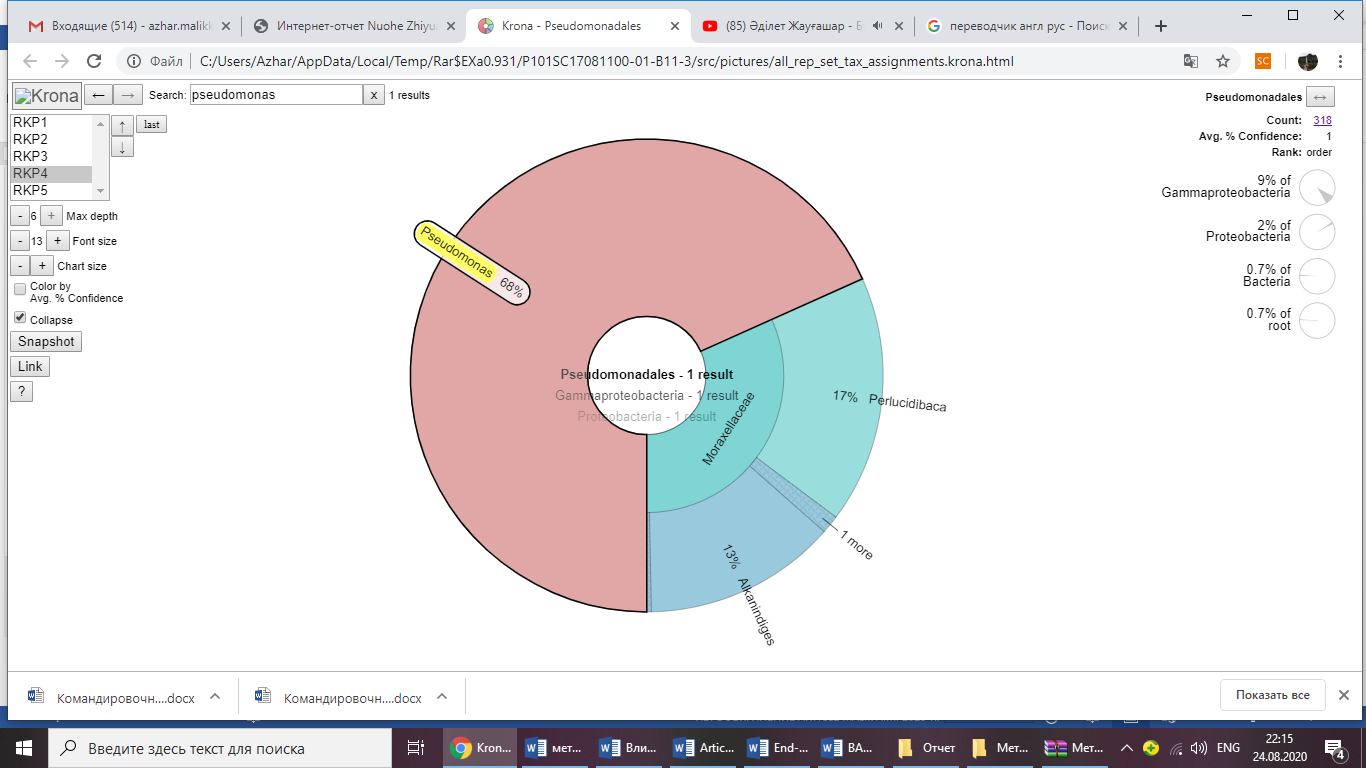 Входящие (514) - azhar.malikk
Интернет-отчет Nuohe Zhiyu
Krona - Pseudomonadales
(85) Әділет Жауғашар - Б
переводчик англ рус - Поиск
Файл
C:/Users/Azhar/AppData/Local/Temp/Rar$EXa0.931/P101SC17081100-01-B11-3/src/pictures/all_rep_set_tax_assignments.krona.html
SC
Krona
← → Search: pseudomonas x 1 results
RKP1
RKP2
RKP3
RKP4
RKP5
↑ last
↓
- 6 + Max depth
- 13 + Font size
- + Chart size
Color by
Avg. % Confidence
Collapse
Snapshot
Link
?
Pseudomonas 68%
Pseudomonadales - 1 result
Gammaproteobacteria - 1 result
Proteobacteria - 1 result
Moraxellaceae
17% Perlucidibaca
1 more
13% Alkanindiges
Pseudomonadales ↔
Count: 318
Avg. % Confidence: 1
Rank: order
9% of
Gammaproteobacteria
2% of
Proteobacteria
0.7% of
Bacteria
0.7% of
root
Командировочн....docx
Командировочн....docx
Показать все
Введите здесь текст для поиска
Kron...
мет...
Вли...
Artic...
End-...
BA...
Отчет
Мет...
Мет...
ENG
22:15
24.08.2020
4